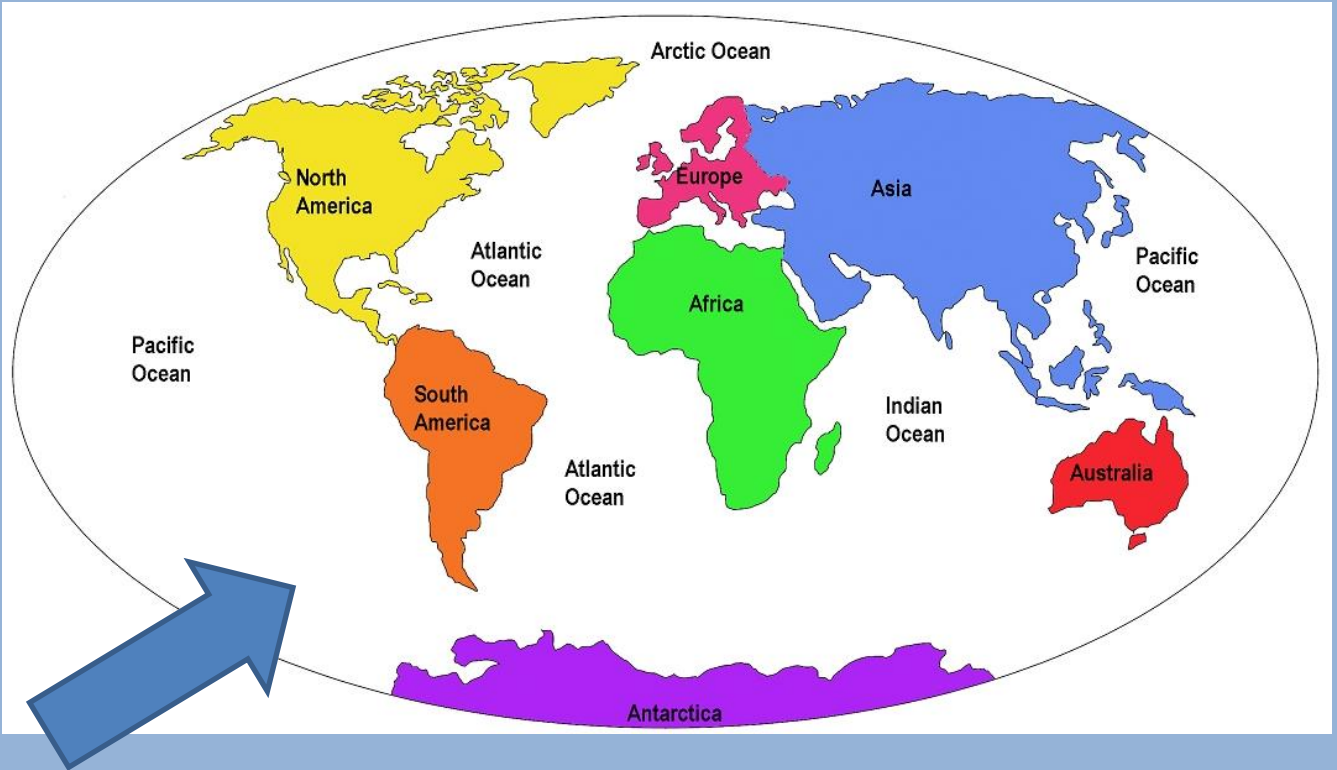 Arctic Ocean
North
America
Europe
Asia
Atlantic
Ocean
Pacific
Ocean
Africa
Pacific
Ocean
South
America
Indian
Ocean
Atlantic
Ocean
Australia
Antarctica